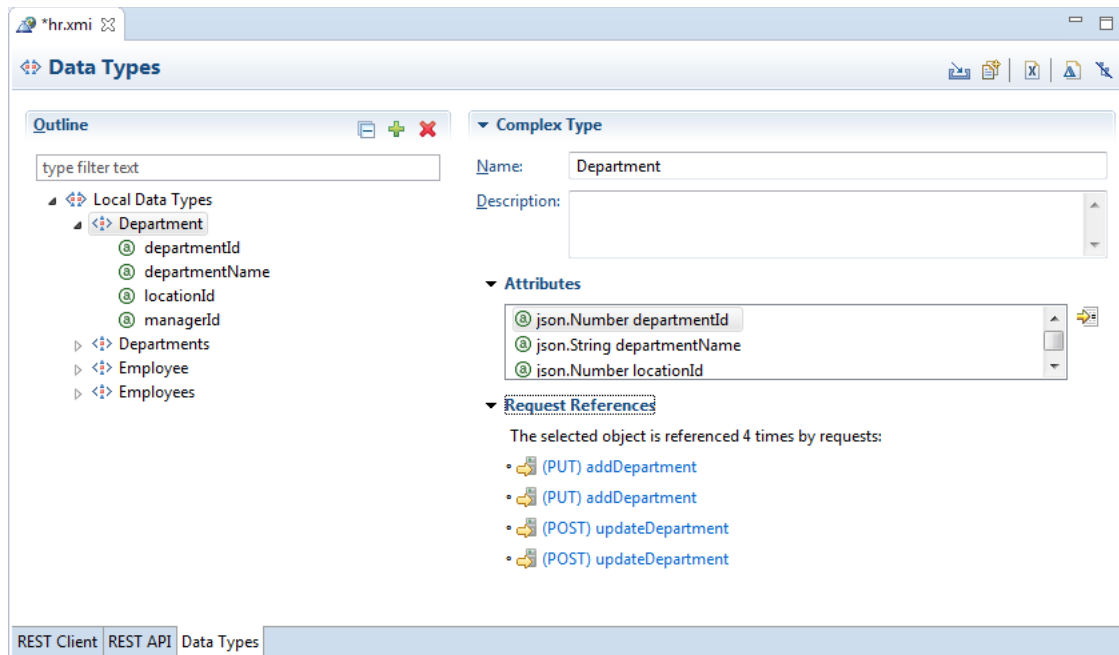 *hr.xmi
Data Types
Outline
type filter text
Local Data Types
Department
departmentId
departmentName
locationId
managerId
Departments
Employee
Employees
Complex Type
Name: Department
Description:
Attributes
json.Number departmentId
json.String departmentName
json.Number locationId
Request References
The selected object is referenced 4 times by requests:
(PUT) addDepartment
(PUT) addDepartment
(POST) updateDepartment
(POST) updateDepartment
REST Client REST API Data Types